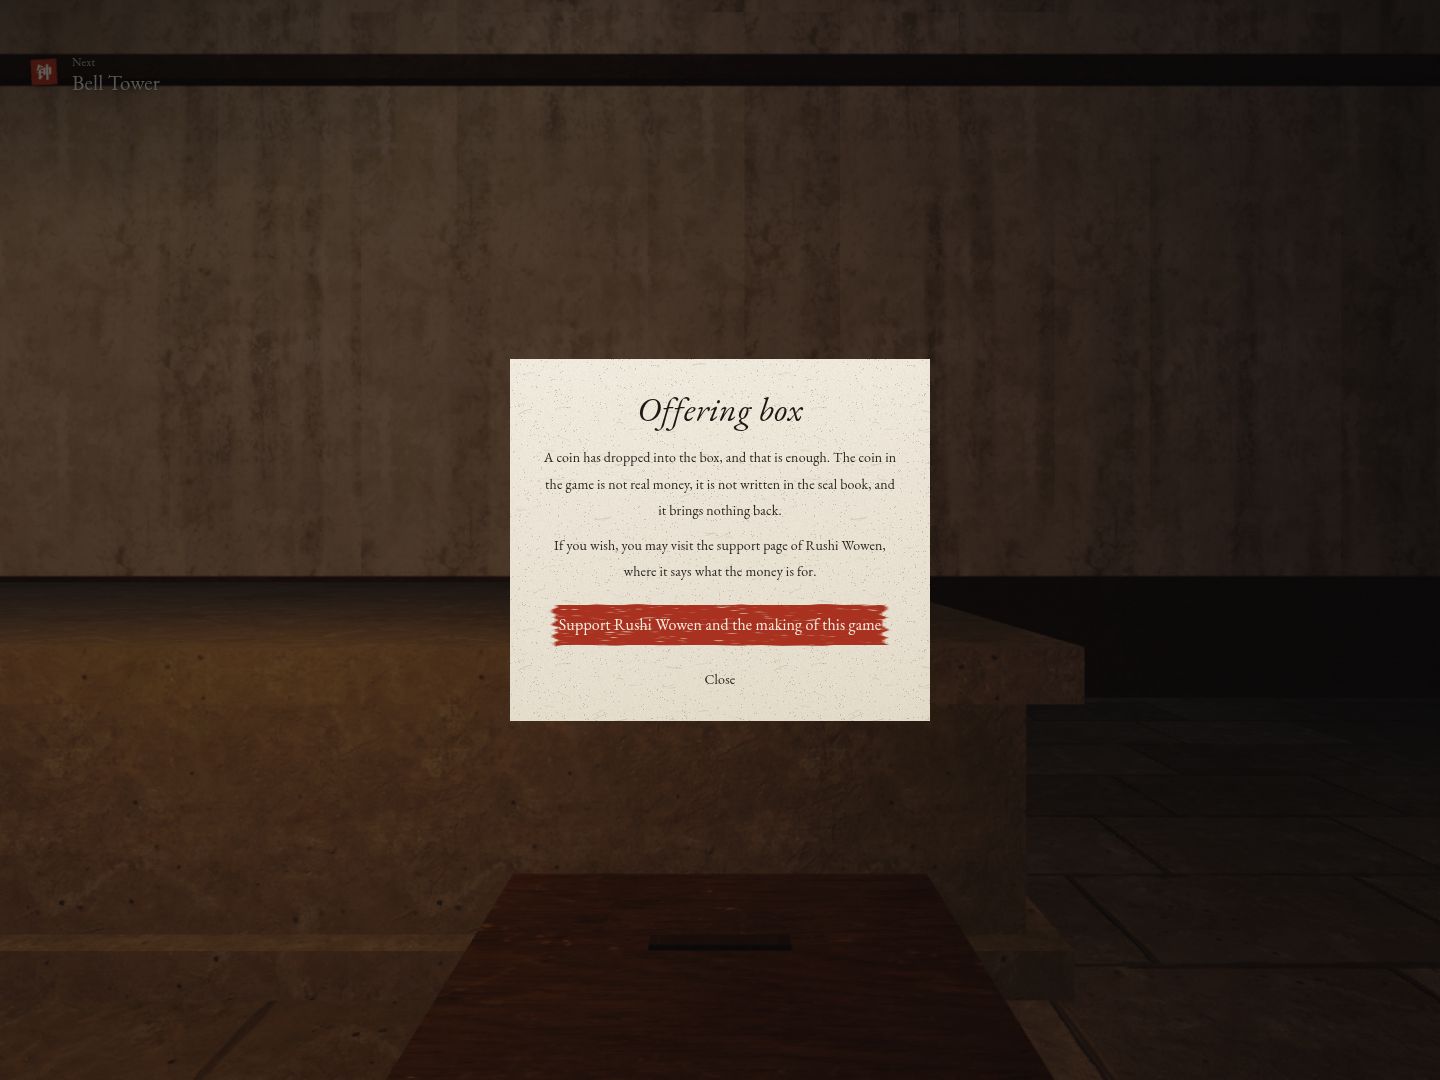 钟
Next
Bell Tower
Offering box
A coin has dropped into the box, and that is enough. The coin in
the game is not real money, it is not written in the seal book, and
it brings nothing back.
If you wish, you may visit the support page of Rushi Wowen,
where it says what the money is for.
Support Rushi Wowen and the making of this game
Close